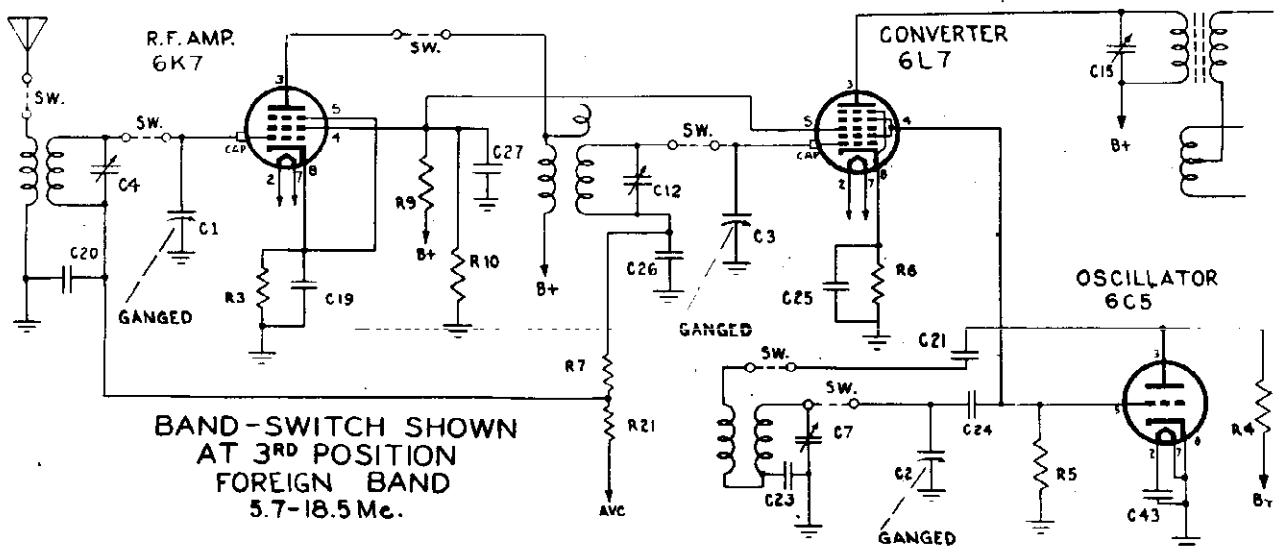 R.F. AMP.
6K7
SW.
CONVERTER
6L7
C15
B+
SW.
SW.
3
5
4
CAP
2
7
8
C4
C1
C20
GANGED
R3
C19
R9
B+
R10
C27
B+
C12
SW.
C3
C26
GANGED
3
5
4
CAP
2
7
8
C25
R6
OSCILLATOR
6C5
C21
SW.
SW.
R7
R21
AVC
C7
C23
C24
C2
GANGED
R5
3
5
2
7
8
C43
R4
B+
BAND-SWITCH SHOWN
AT 3RD POSITION
FOREIGN BAND
5.7-18.5 Mc.